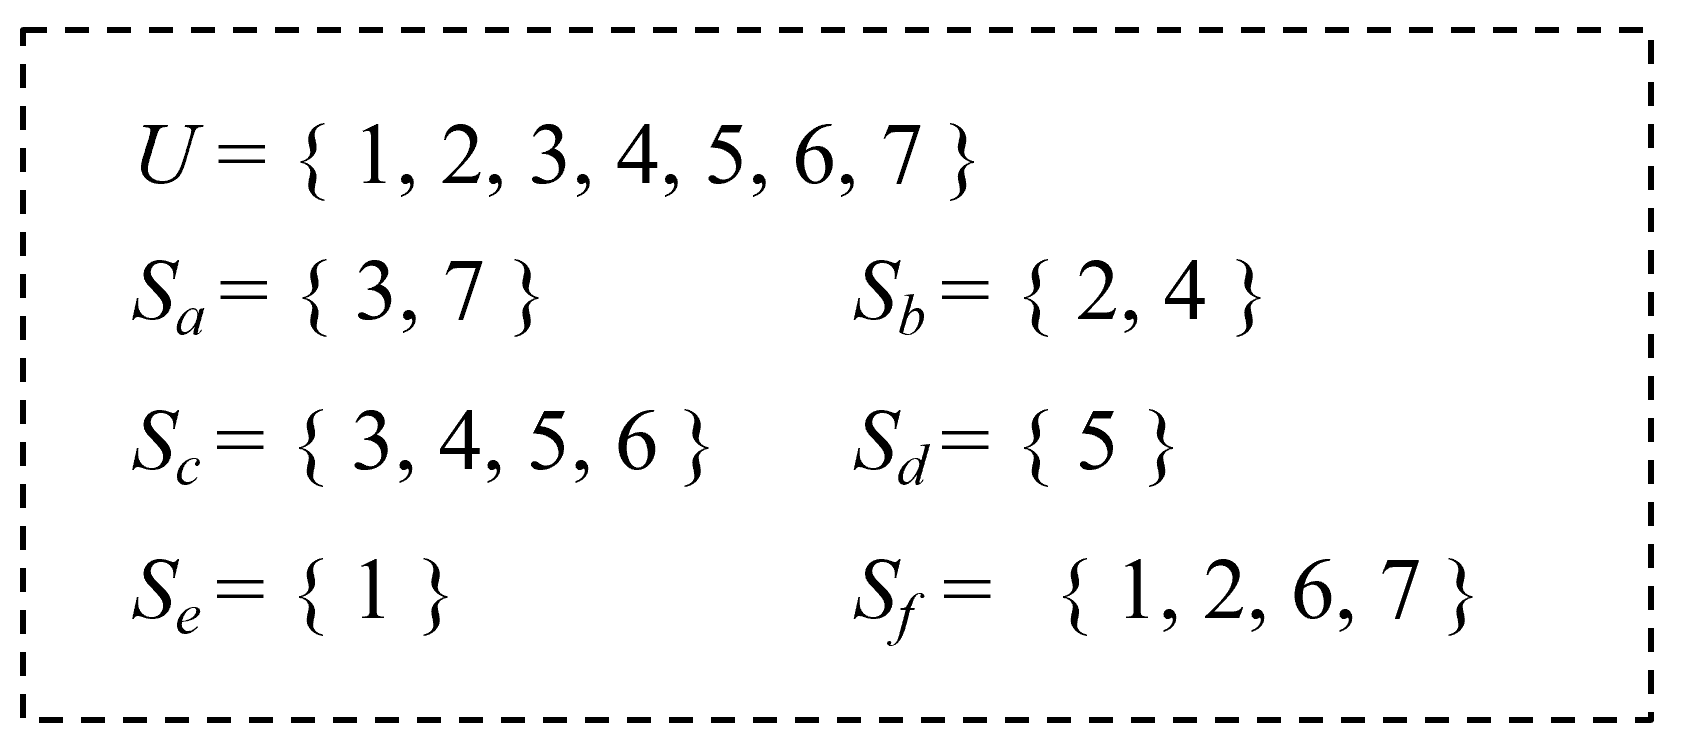 U = { 1, 2, 3, 4, 5, 6, 7 }
Sa = { 3, 7 } Sb = { 2, 4 }
Sc = { 3, 4, 5, 6 } Sd = { 5 }
Se = { 1 } Sf = { 1, 2, 6, 7 }